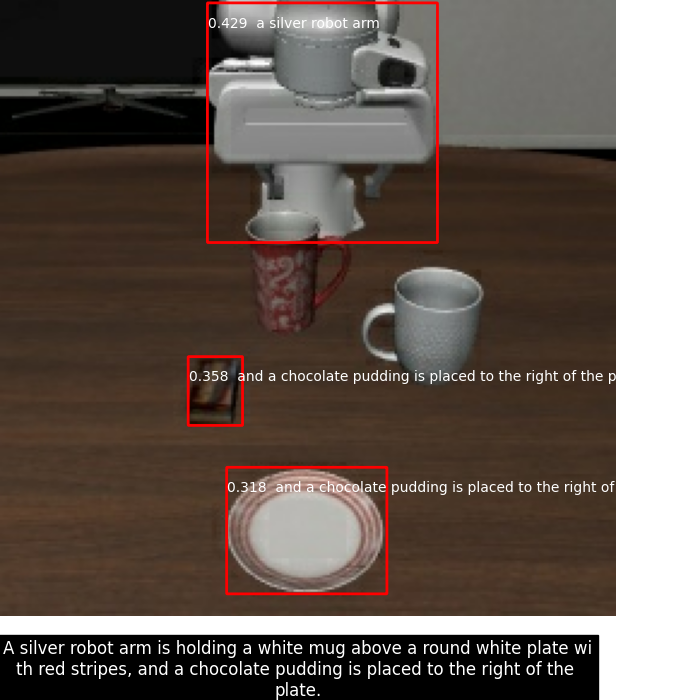 0.429 a silver robot arm
0.358 and a chocolate pudding is placed to the right of the p
0.318 and a chocolate pudding is placed to the right of
A silver robot arm is holding a white mug above a round white plate wi
th red stripes, and a chocolate pudding is placed to the right of the
plate.